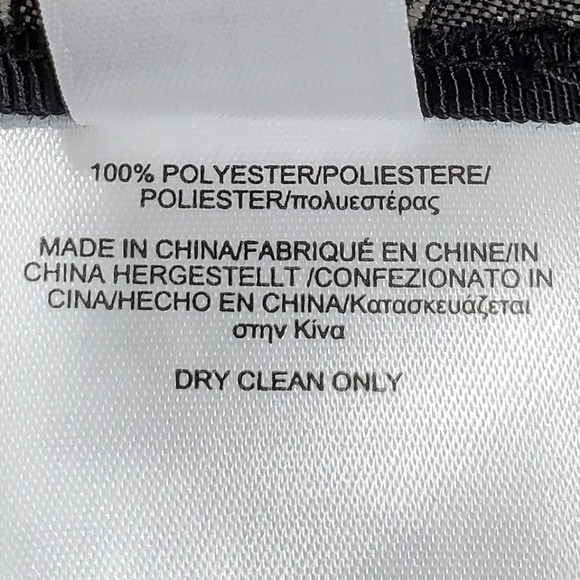 100% POLYESTER/POLIESTERE/
POLIESTER/πολυεστέρας
MADE IN CHINA/FABRIQUÉ EN CHINE/IN
CHINA HERGESTELLT /CONFEZIONATO IN
CINA/HECHO EN CHINA/Κατασκευάζεται
στην Κίνα
DRY CLEAN ONLY